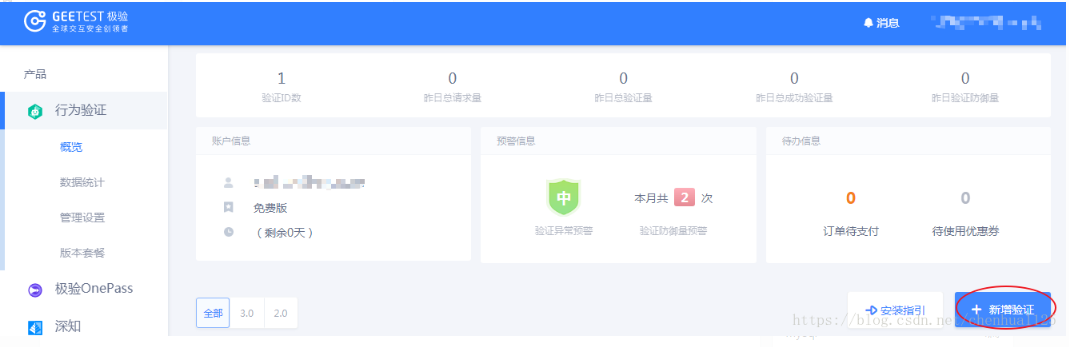 GEETEST 极验
全球交互安全创领者
消息
产品
行为验证
概览
数据统计
管理设置
版本套餐
极验OnePass
深知
1 0 0 0 0
验证ID数 昨日总请求量 昨日总验证量 昨日总成功验证量 昨日验证防御量
账户信息
免费版
（剩余0天）
预警信息
中
验证异常预警
本月共 2 次
验证防御量预警
待办信息
0
订单待支付
0
待使用优惠券
全部 3.0 2.0
安装指引
+ 新增验证